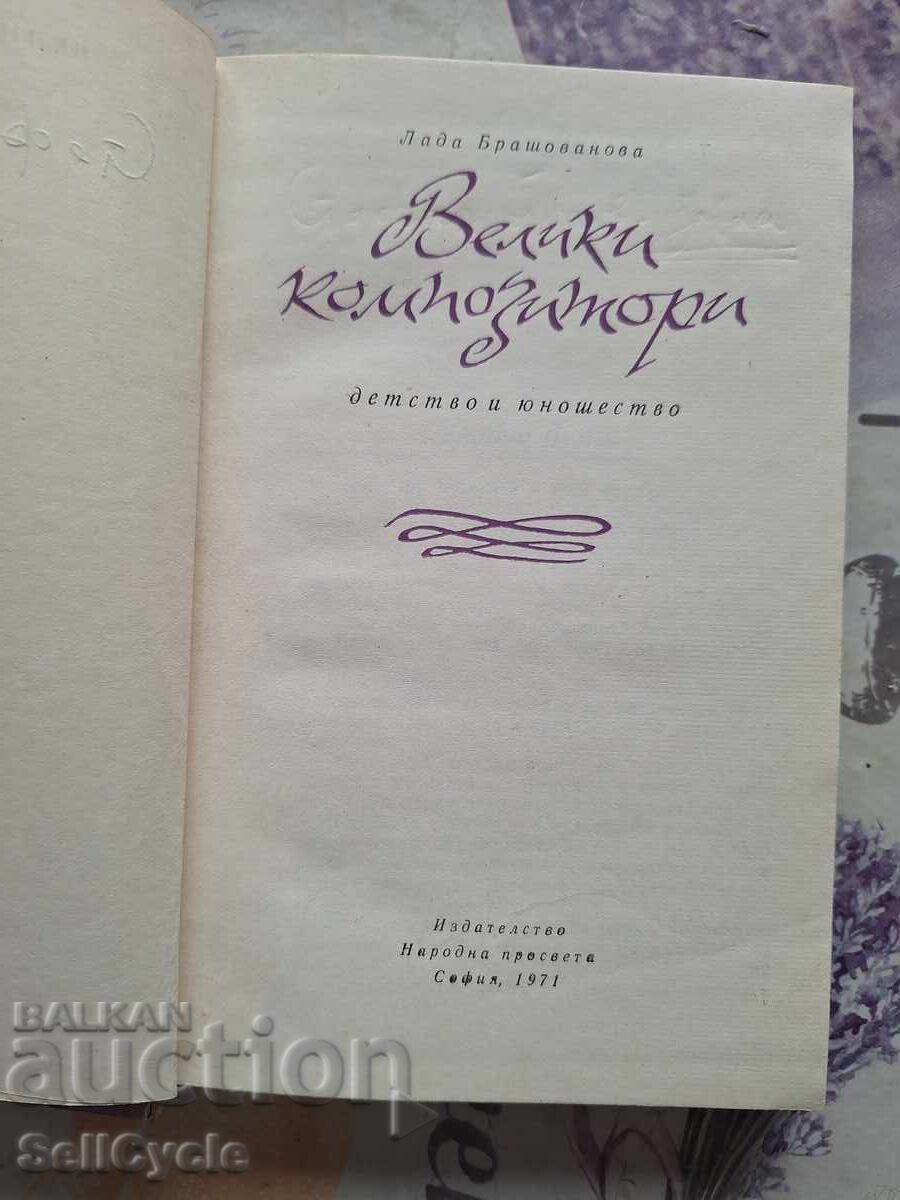 Лада Брашованова
Велики
композитори
детство и юношество
Издателство
Народна просвета
София, 1971
BALKAN
auction
SellCycle